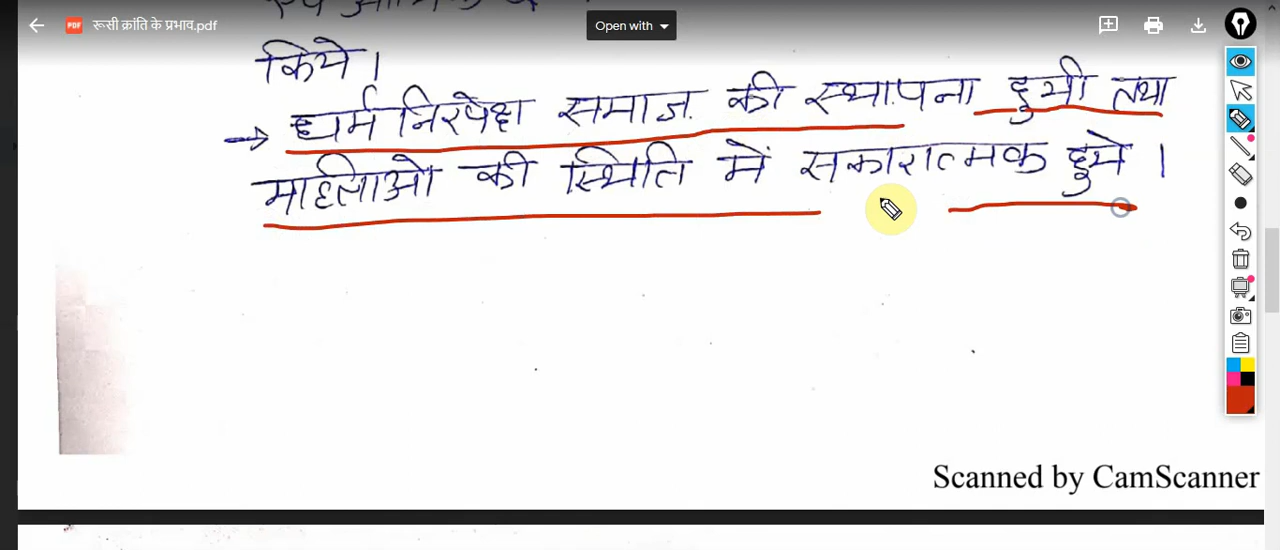 रूसी क्रांति के प्रभाव.pdf
Open with
किये।
→ धर्म निरपेक्ष समाज की स्थापना हुयी तथा
महिलाओ की स्थिति में सकारात्मक हुये।
Scanned by CamScanner